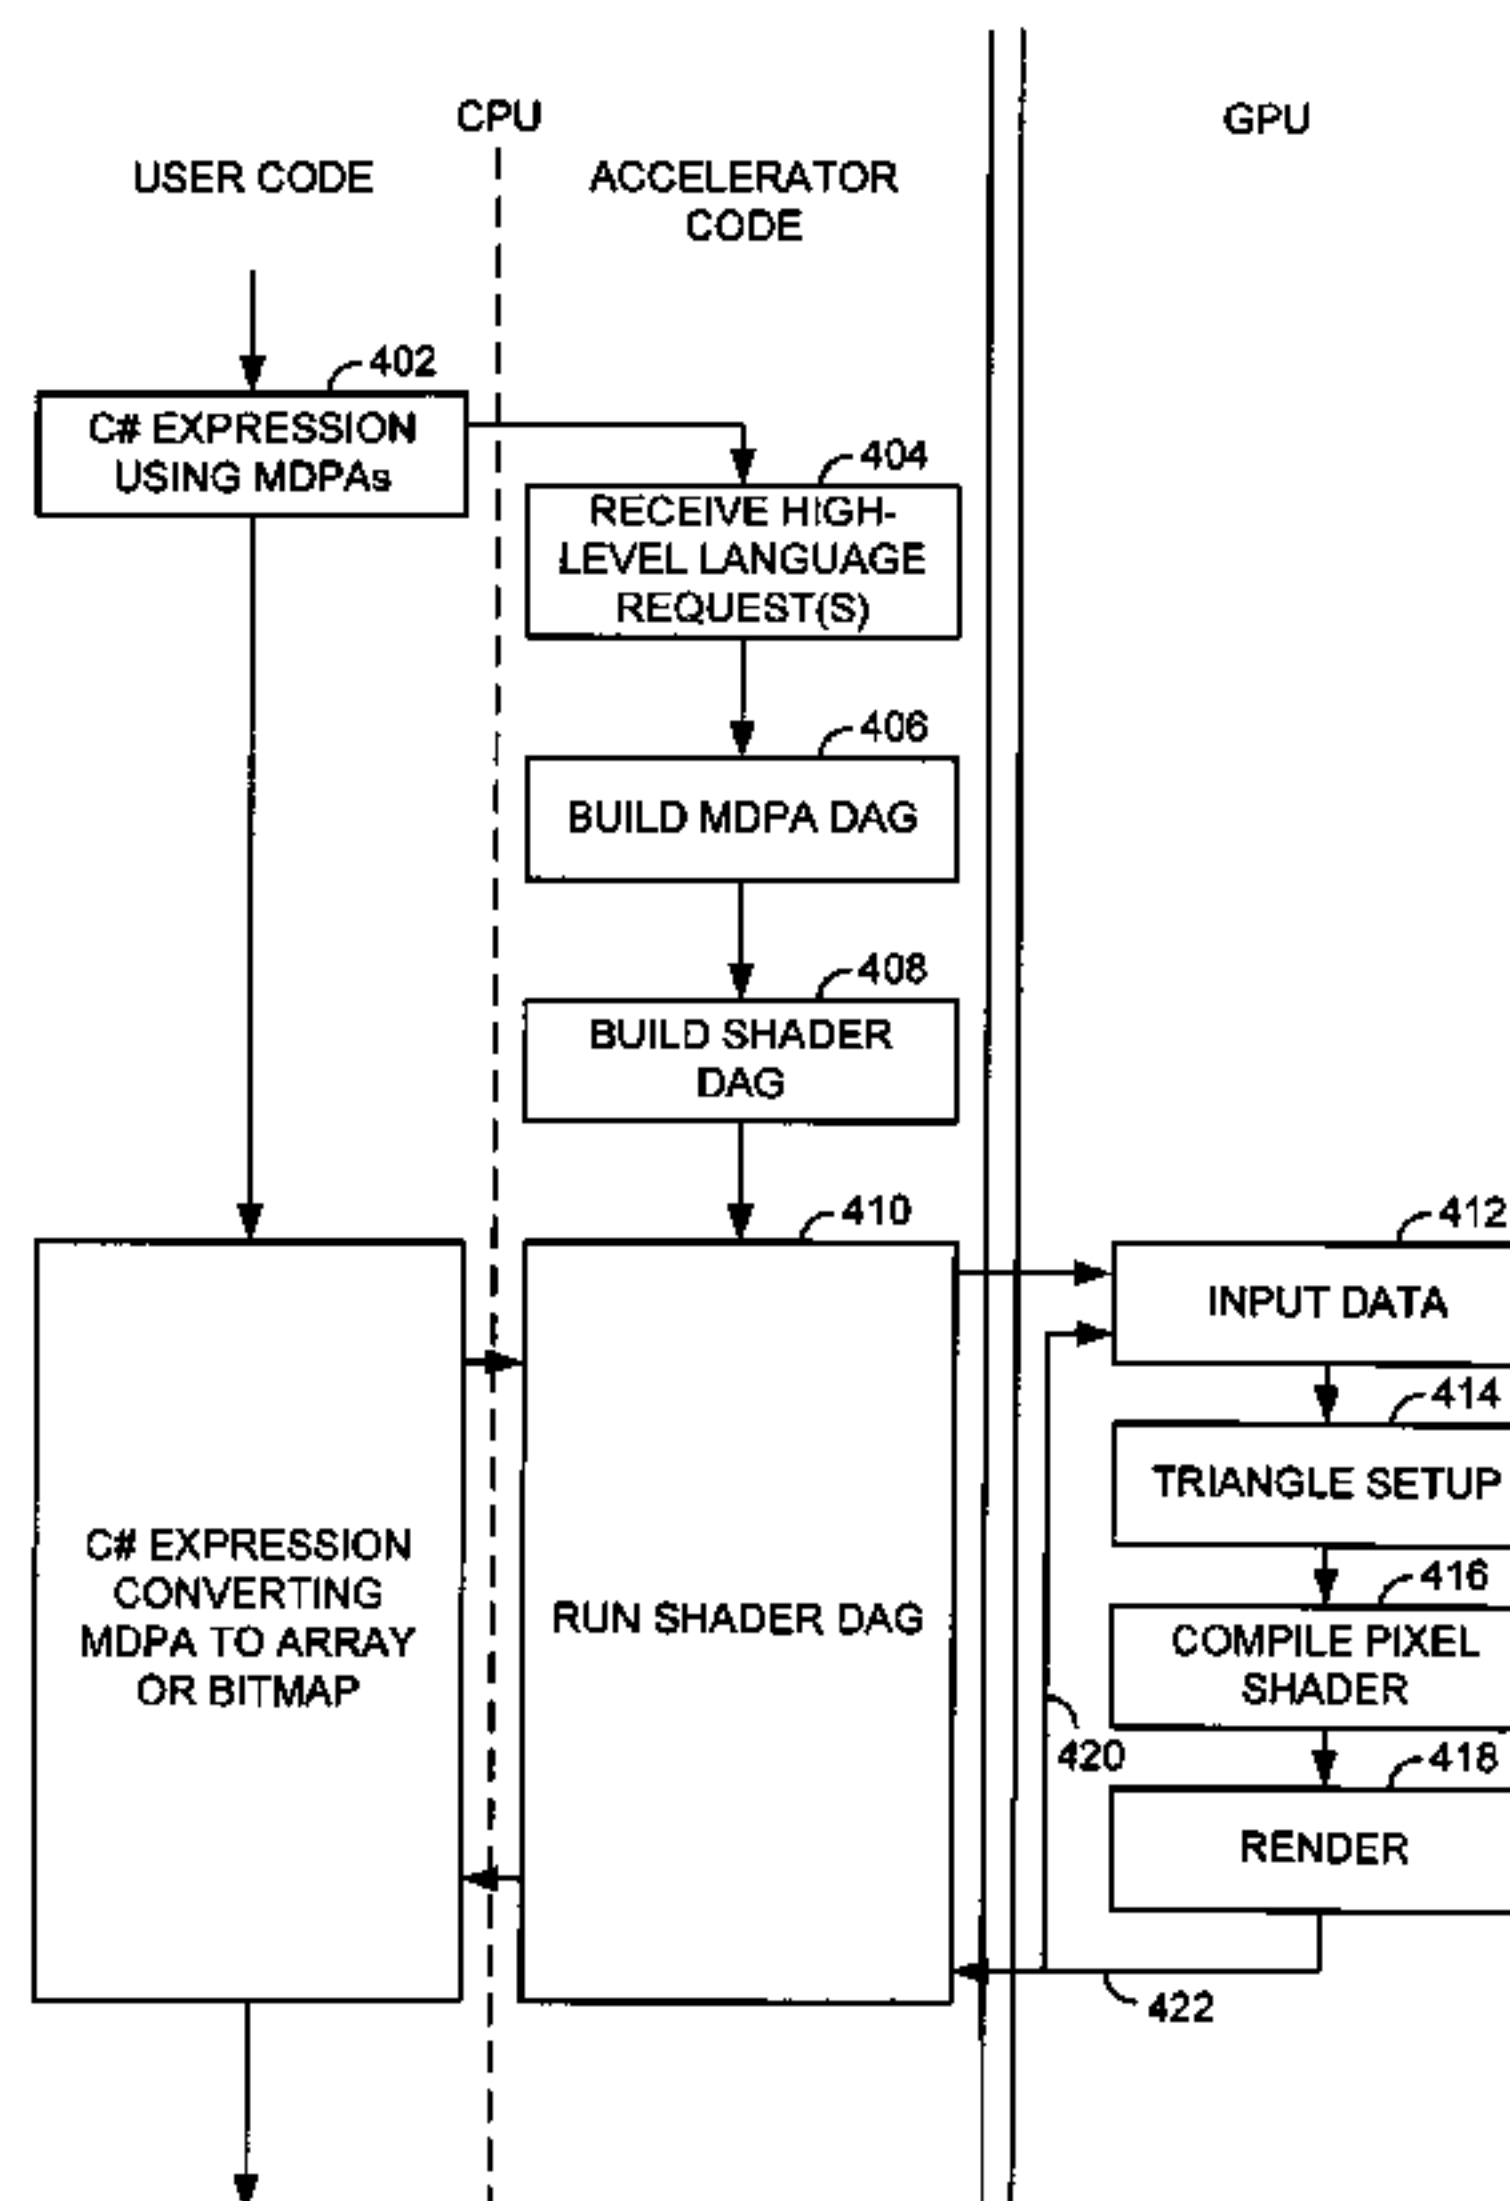 CPU
GPU
USER CODE
ACCELERATOR
CODE
402
C# EXPRESSION
USING MDPAs
404
RECEIVE HIGH-
LEVEL LANGUAGE
REQUEST(S)
406
BUILD MDPA DAG
408
BUILD SHADER
DAG
410
412
INPUT DATA
414
TRIANGLE SETUP
C# EXPRESSION
CONVERTING
MDPA TO ARRAY
OR BITMAP
RUN SHADER DAG
416
COMPILE PIXEL
SHADER
420
418
RENDER
422